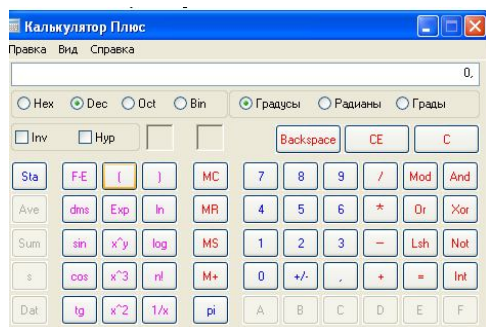 Калькулятор Плюс
Правка Вид Справка
0,
Hex Dec Oct Bin Градусы Радианы Грады
Inv Hyp Backspace CE C
Sta F-E ( ) MC 7 8 9 / Mod And
Ave dms Exp ln MR 4 5 6 * Or Xor
Sum sin x^y log MS 1 2 3 - Lsh Not
s cos x^3 n! M+ 0 +/- , + = Int
Dat tg x^2 1/x pi A B C D E F